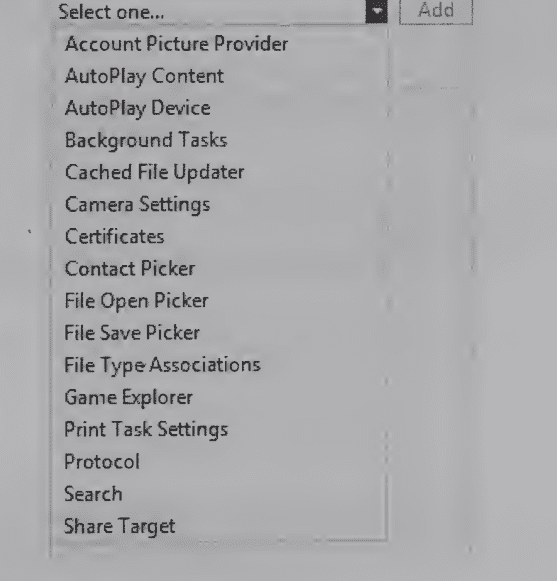 Select one...
Add
Account Picture Provider
AutoPlay Content
AutoPlay Device
Background Tasks
Cached File Updater
Camera Settings
Certificates
Contact Picker
File Open Picker
File Save Picker
File Type Associations
Game Explorer
Print Task Settings
Protocol
Search
Share Target